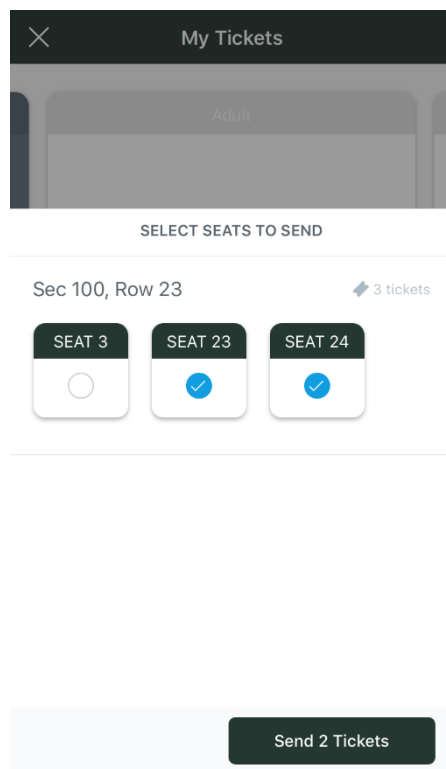 My Tickets
Adult
SELECT SEATS TO SEND
Sec 100, Row 23
3 tickets
SEAT 3 SEAT 23 SEAT 24
Send 2 Tickets